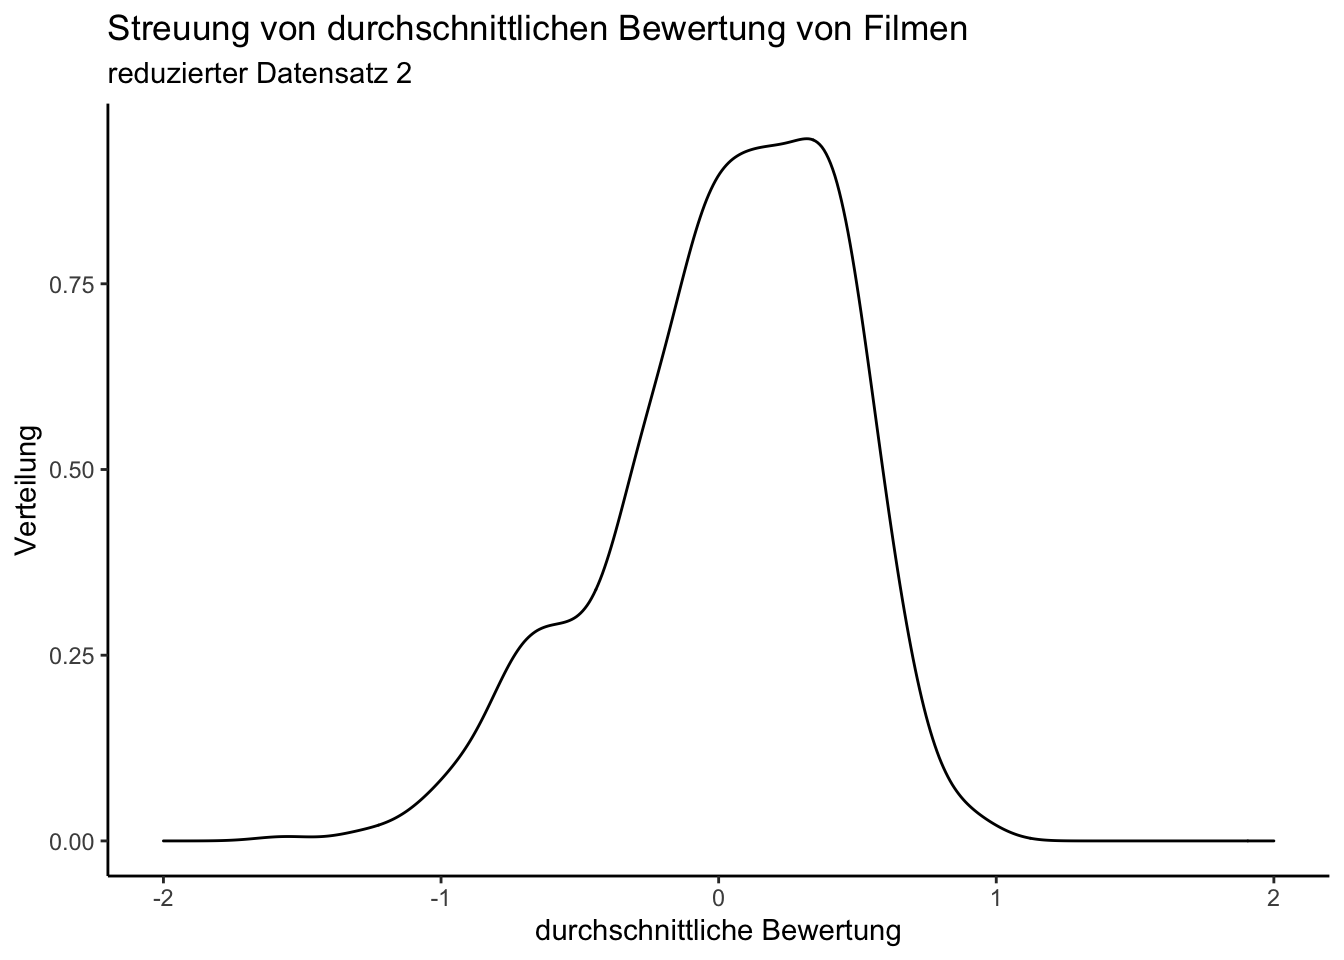 Streuung von durchschnittlichen Bewertung von Filmen
reduzierter Datensatz 2
Verteilung
0.75
0.50
0.25
0.00
-2
-1
0
1
2
durchschnittliche Bewertung